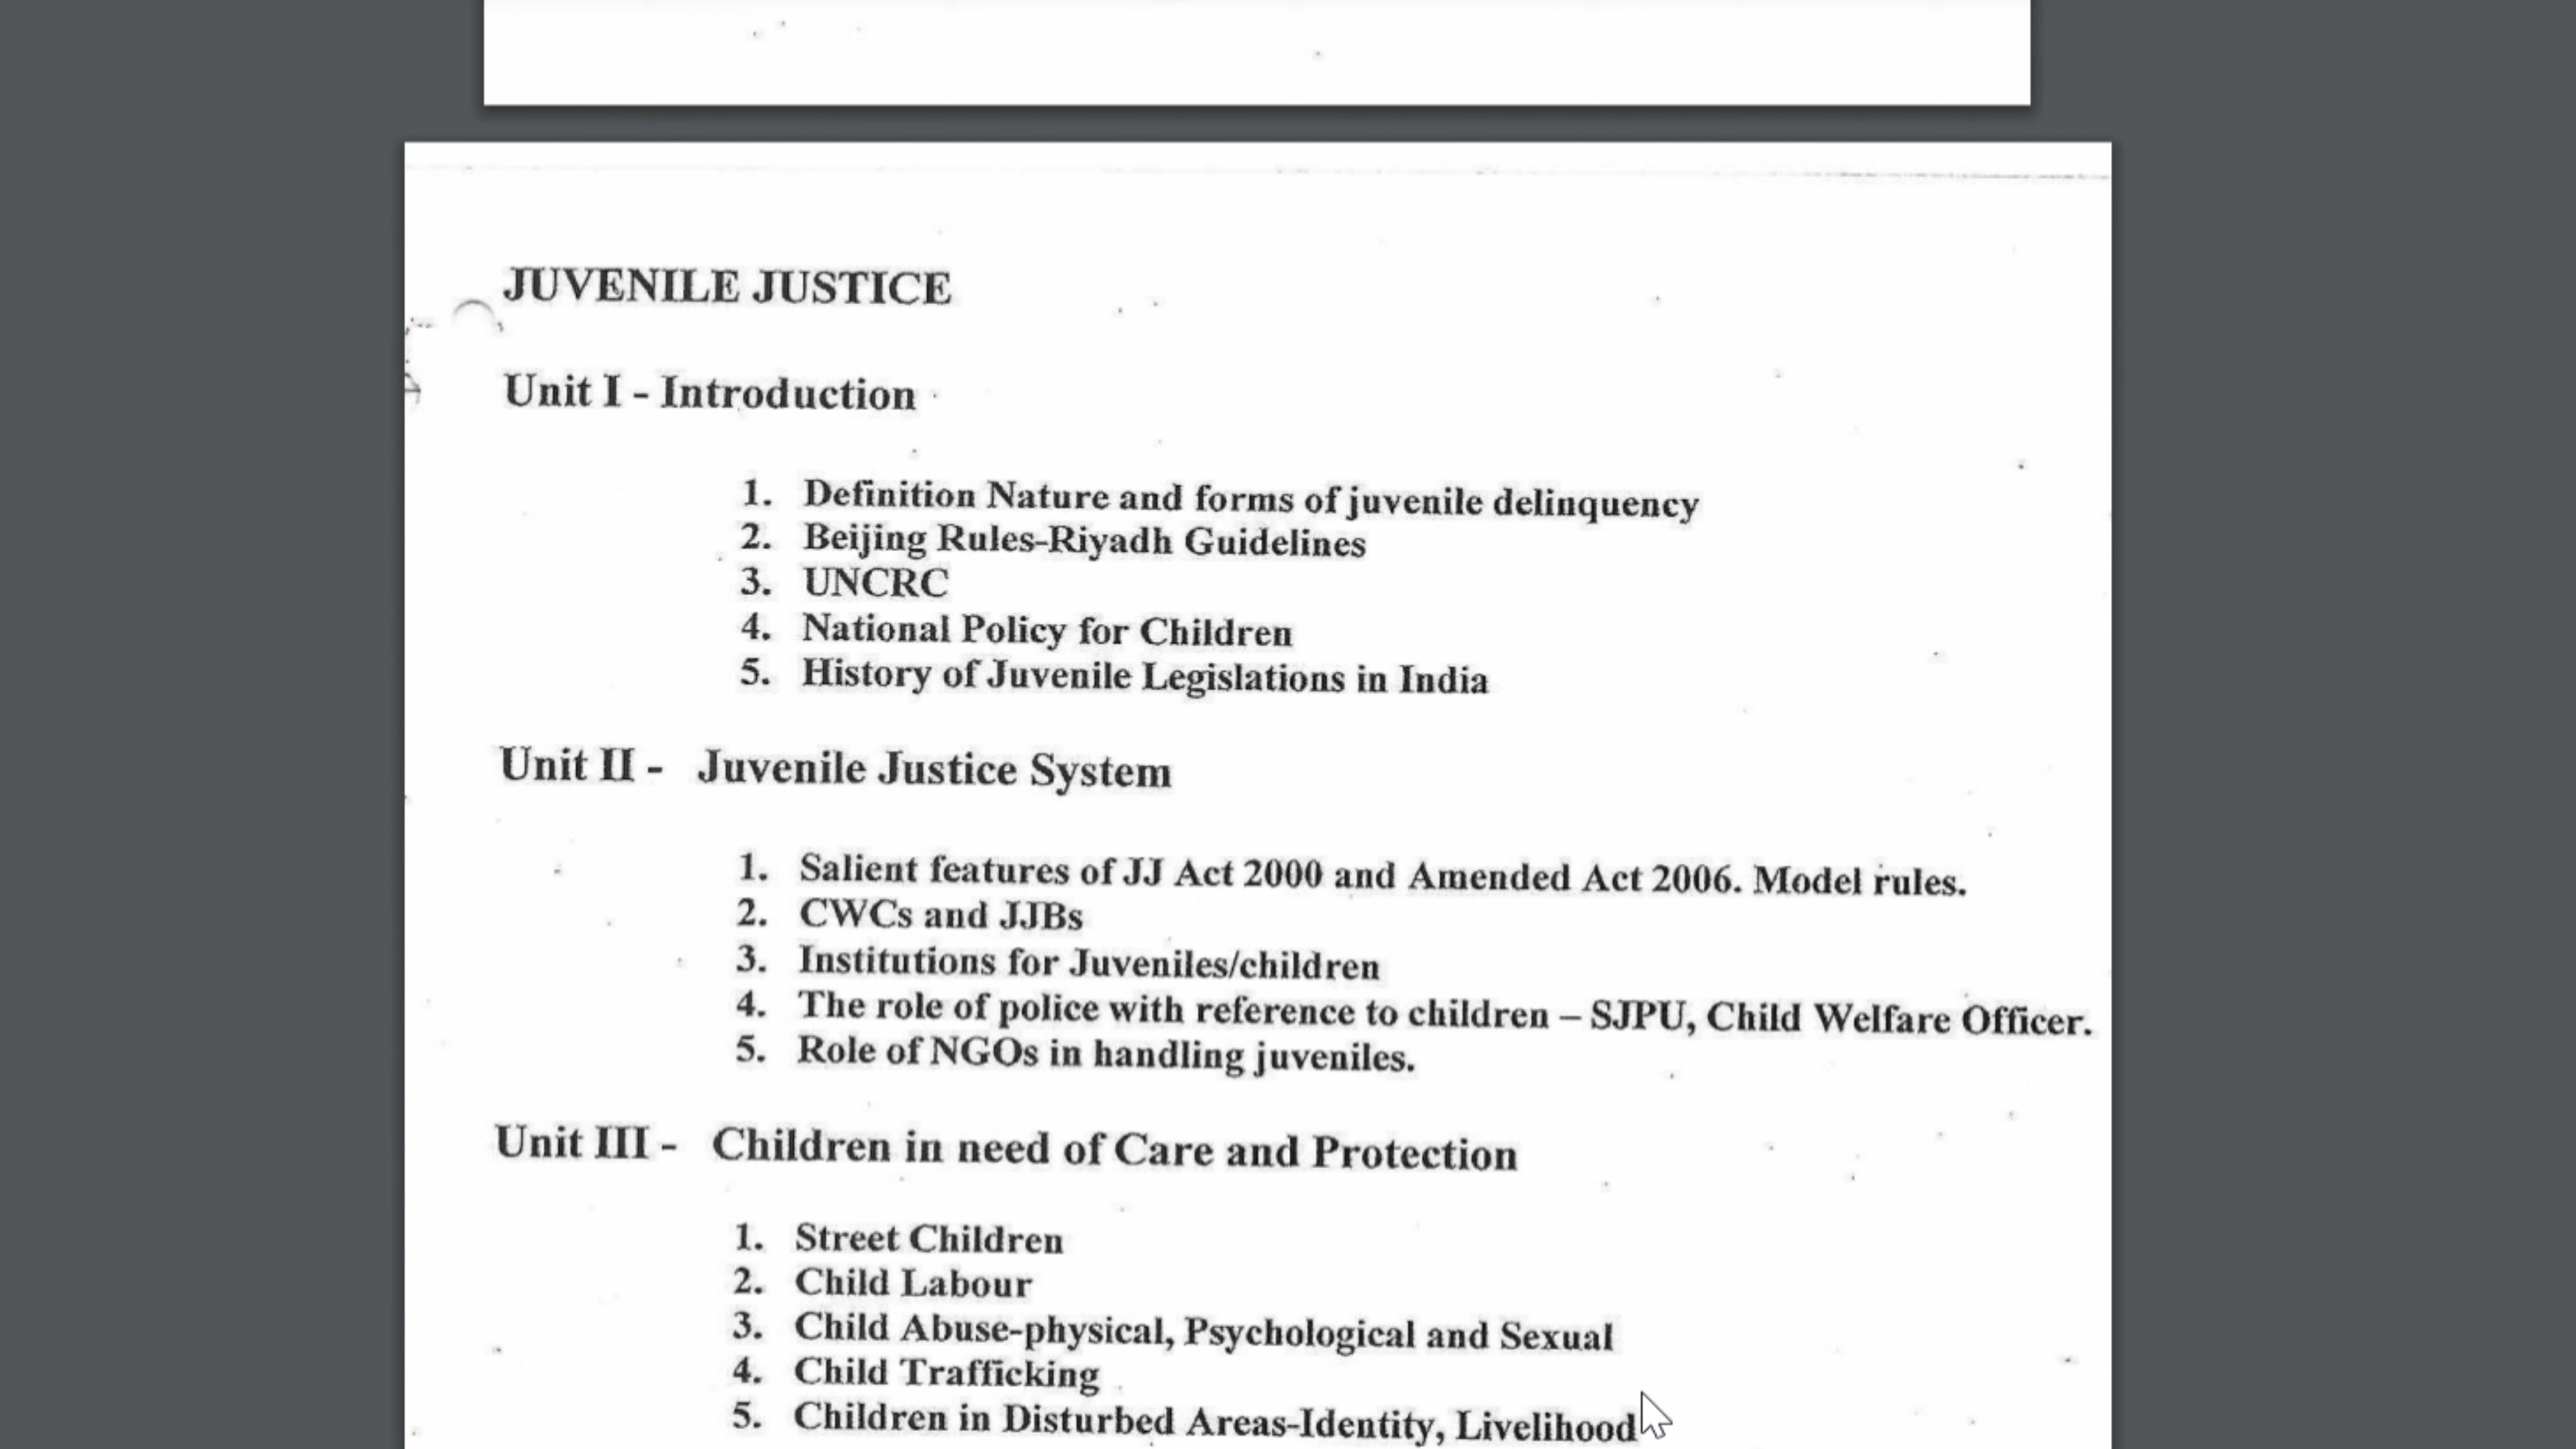 JUVENILE JUSTICE
Unit I - Introduction
1. Definition Nature and forms of juvenile delinquency
2. Beijing Rules-Riyadh Guidelines
3. UNCRC
4. National Policy for Children
5. History of Juvenile Legislations in India
Unit II - Juvenile Justice System
1. Salient features of JJ Act 2000 and Amended Act 2006. Model rules.
2. CWCs and JJBs
3. Institutions for Juveniles/children
4. The role of police with reference to children – SJPU, Child Welfare Officer.
5. Role of NGOs in handling juveniles.
Unit III - Children in need of Care and Protection
1. Street Children
2. Child Labour
3. Child Abuse-physical, Psychological and Sexual
4. Child Trafficking
5. Children in Disturbed Areas-Identity, Livelihood